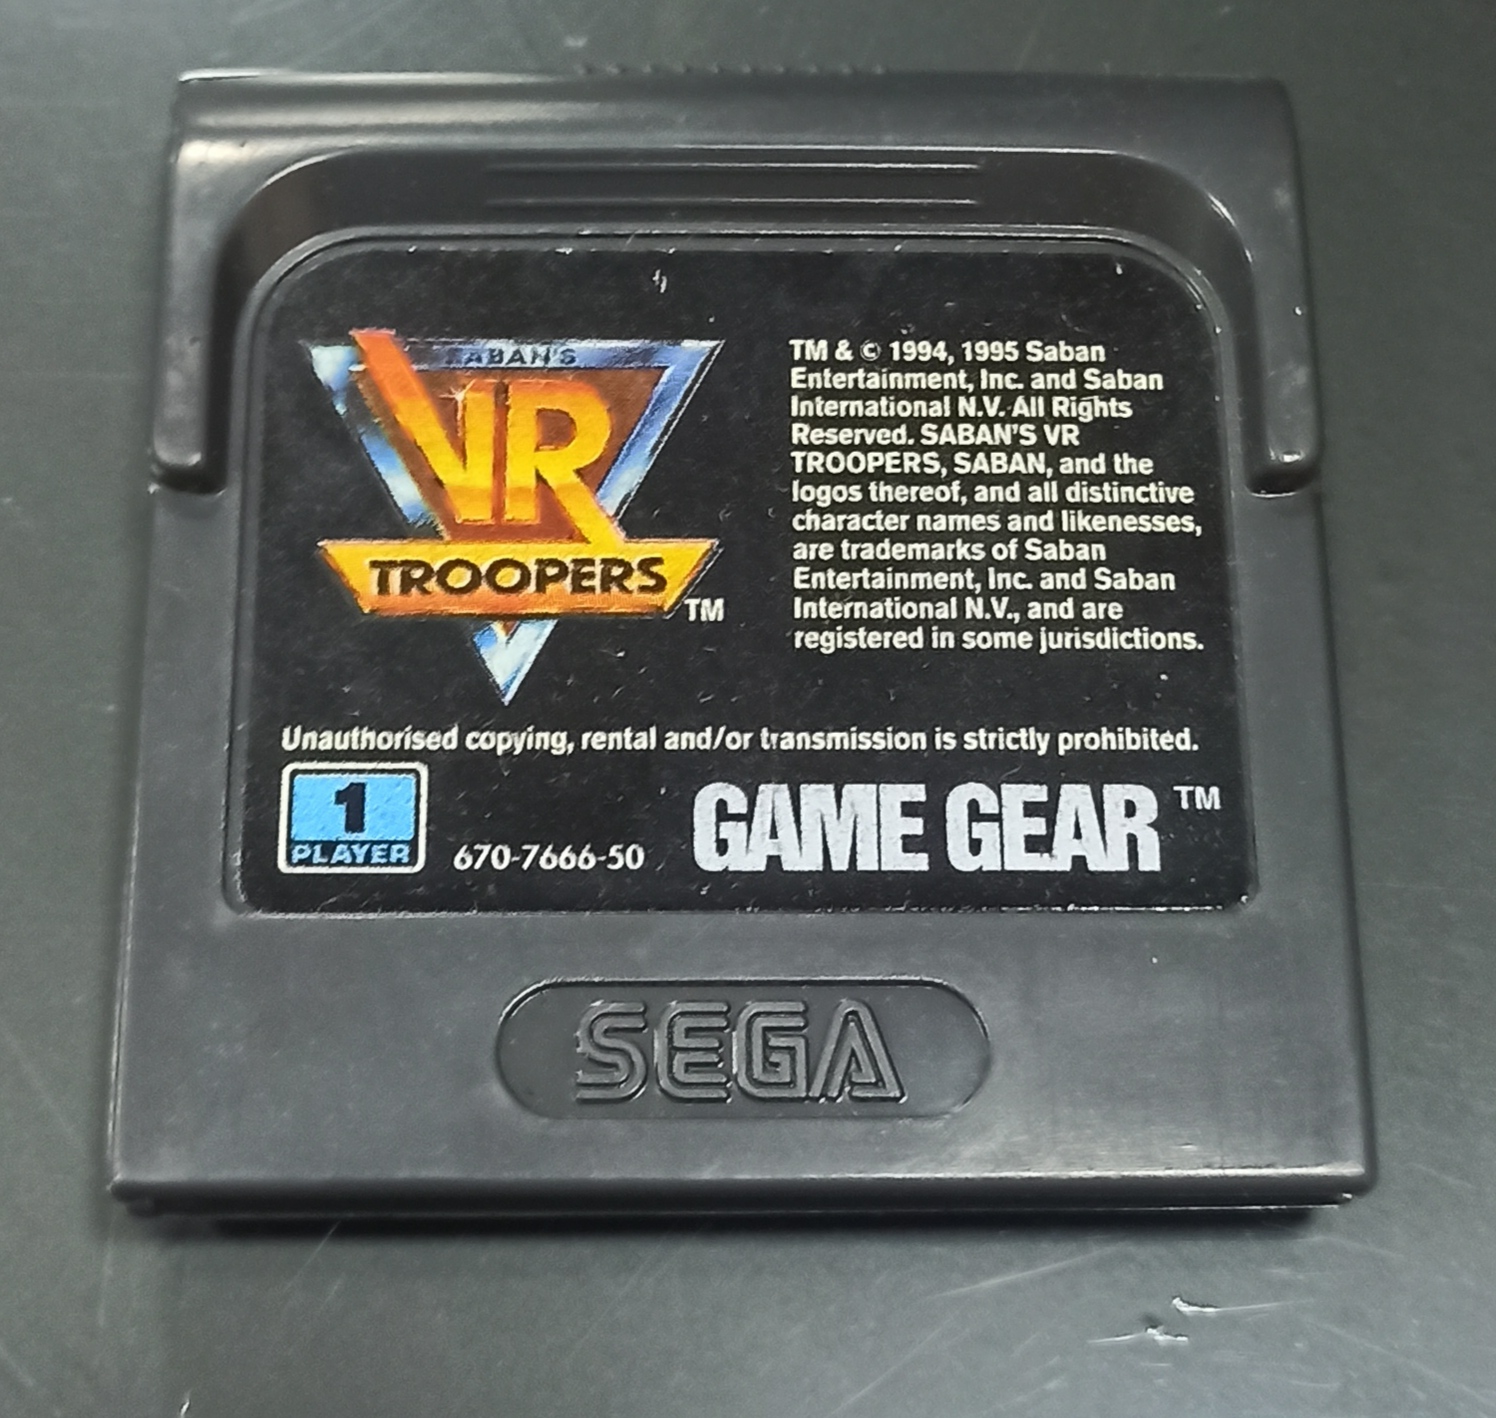 SABAN'S
VR
TROOPERS
TM
TM & © 1994, 1995 Saban
Entertainment, Inc. and Saban
International N.V. All Rights
Reserved. SABAN'S VR
TROOPERS, SABAN, and the
logos thereof, and all distinctive
character names and likenesses,
are trademarks of Saban
Entertainment, Inc. and Saban
International N.V., and are
registered in some jurisdictions.
Unauthorised copying, rental and/or transmission is strictly prohibited.
1
PLAYER
670-7666-50
GAME GEAR TM
SEGA